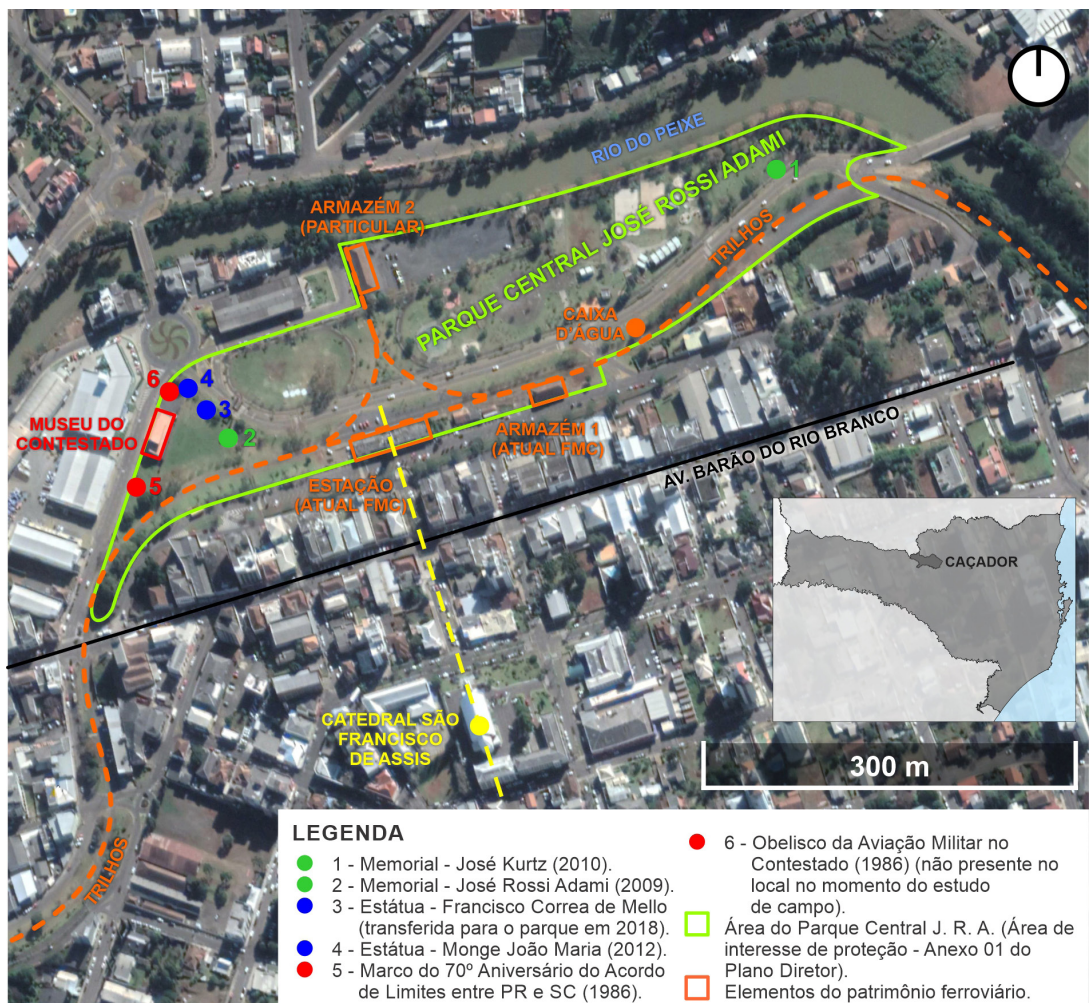 RIO DO PEIXE
PARQUE CENTRAL JOSÉ ROSSI ADAMI
1
ARMAZÉM 2
(PARTICULAR)
TRILHOS
CAIXA
D'ÁGUA
6
4
3
2
MUSEU DO
CONTESTADO
5
ARMAZÉM 1
(ATUAL FMC)
ESTAÇÃO
(ATUAL FMC)
AV. BARÃO DO RIO BRANCO
CAÇADOR
CATEDRAL SÃO
FRANCISCO
DE ASSIS
300 m
TRILHOS
LEGENDA
1 - Memorial - José Kurtz (2010).
2 - Memorial - José Rossi Adami (2009).
3 - Estátua - Francisco Correa de Mello
(transferida para o parque em 2018).
4 - Estátua - Monge João Maria (2012).
5 - Marco do 70º Aniversário do Acordo
de Limites entre PR e SC (1986).
6 - Obelisco da Aviação Militar no
Contestado (1986) (não presente no
local no momento do estudo
de campo).
Área do Parque Central J. R. A. (Área de
interesse de proteção - Anexo 01 do
Plano Diretor).
Elementos do patrimônio ferroviário.